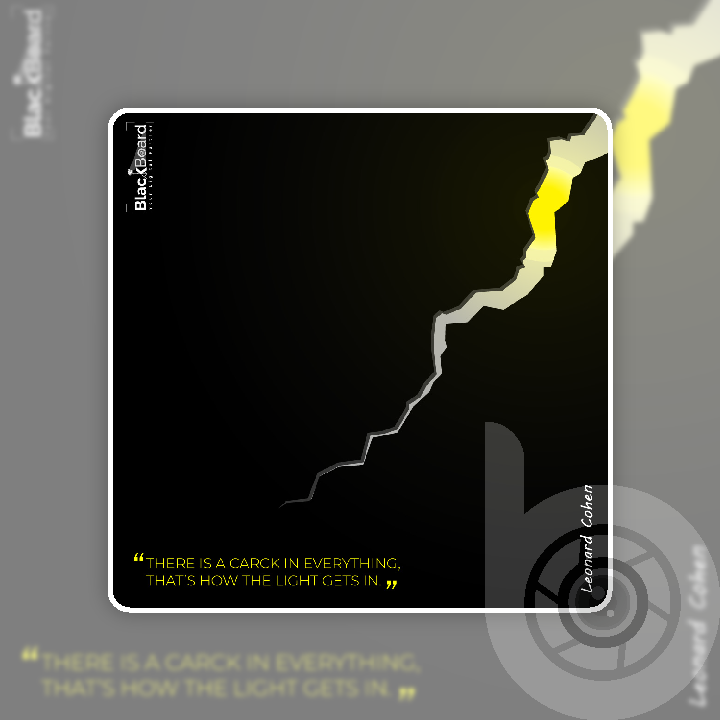 BlackBoard
“THERE IS A CARCK IN EVERYTHING,
THAT'S HOW THE LIGHT GETS IN.”
Leonard Cohen
BlackBoard
“THERE IS A CARCK IN EVERYTHING,
THAT'S HOW THE LIGHT GETS IN.”
Leonard Cohen